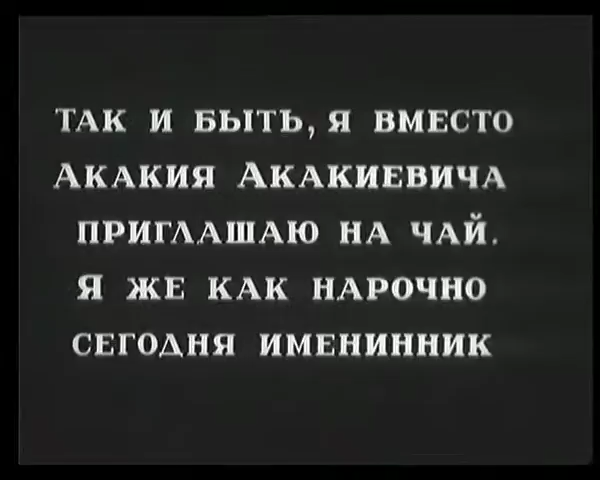 Так и быть, я вместо
Акакия Акакиевича
приглашаю на чай.
Я же как нарочно
сегодня именинник